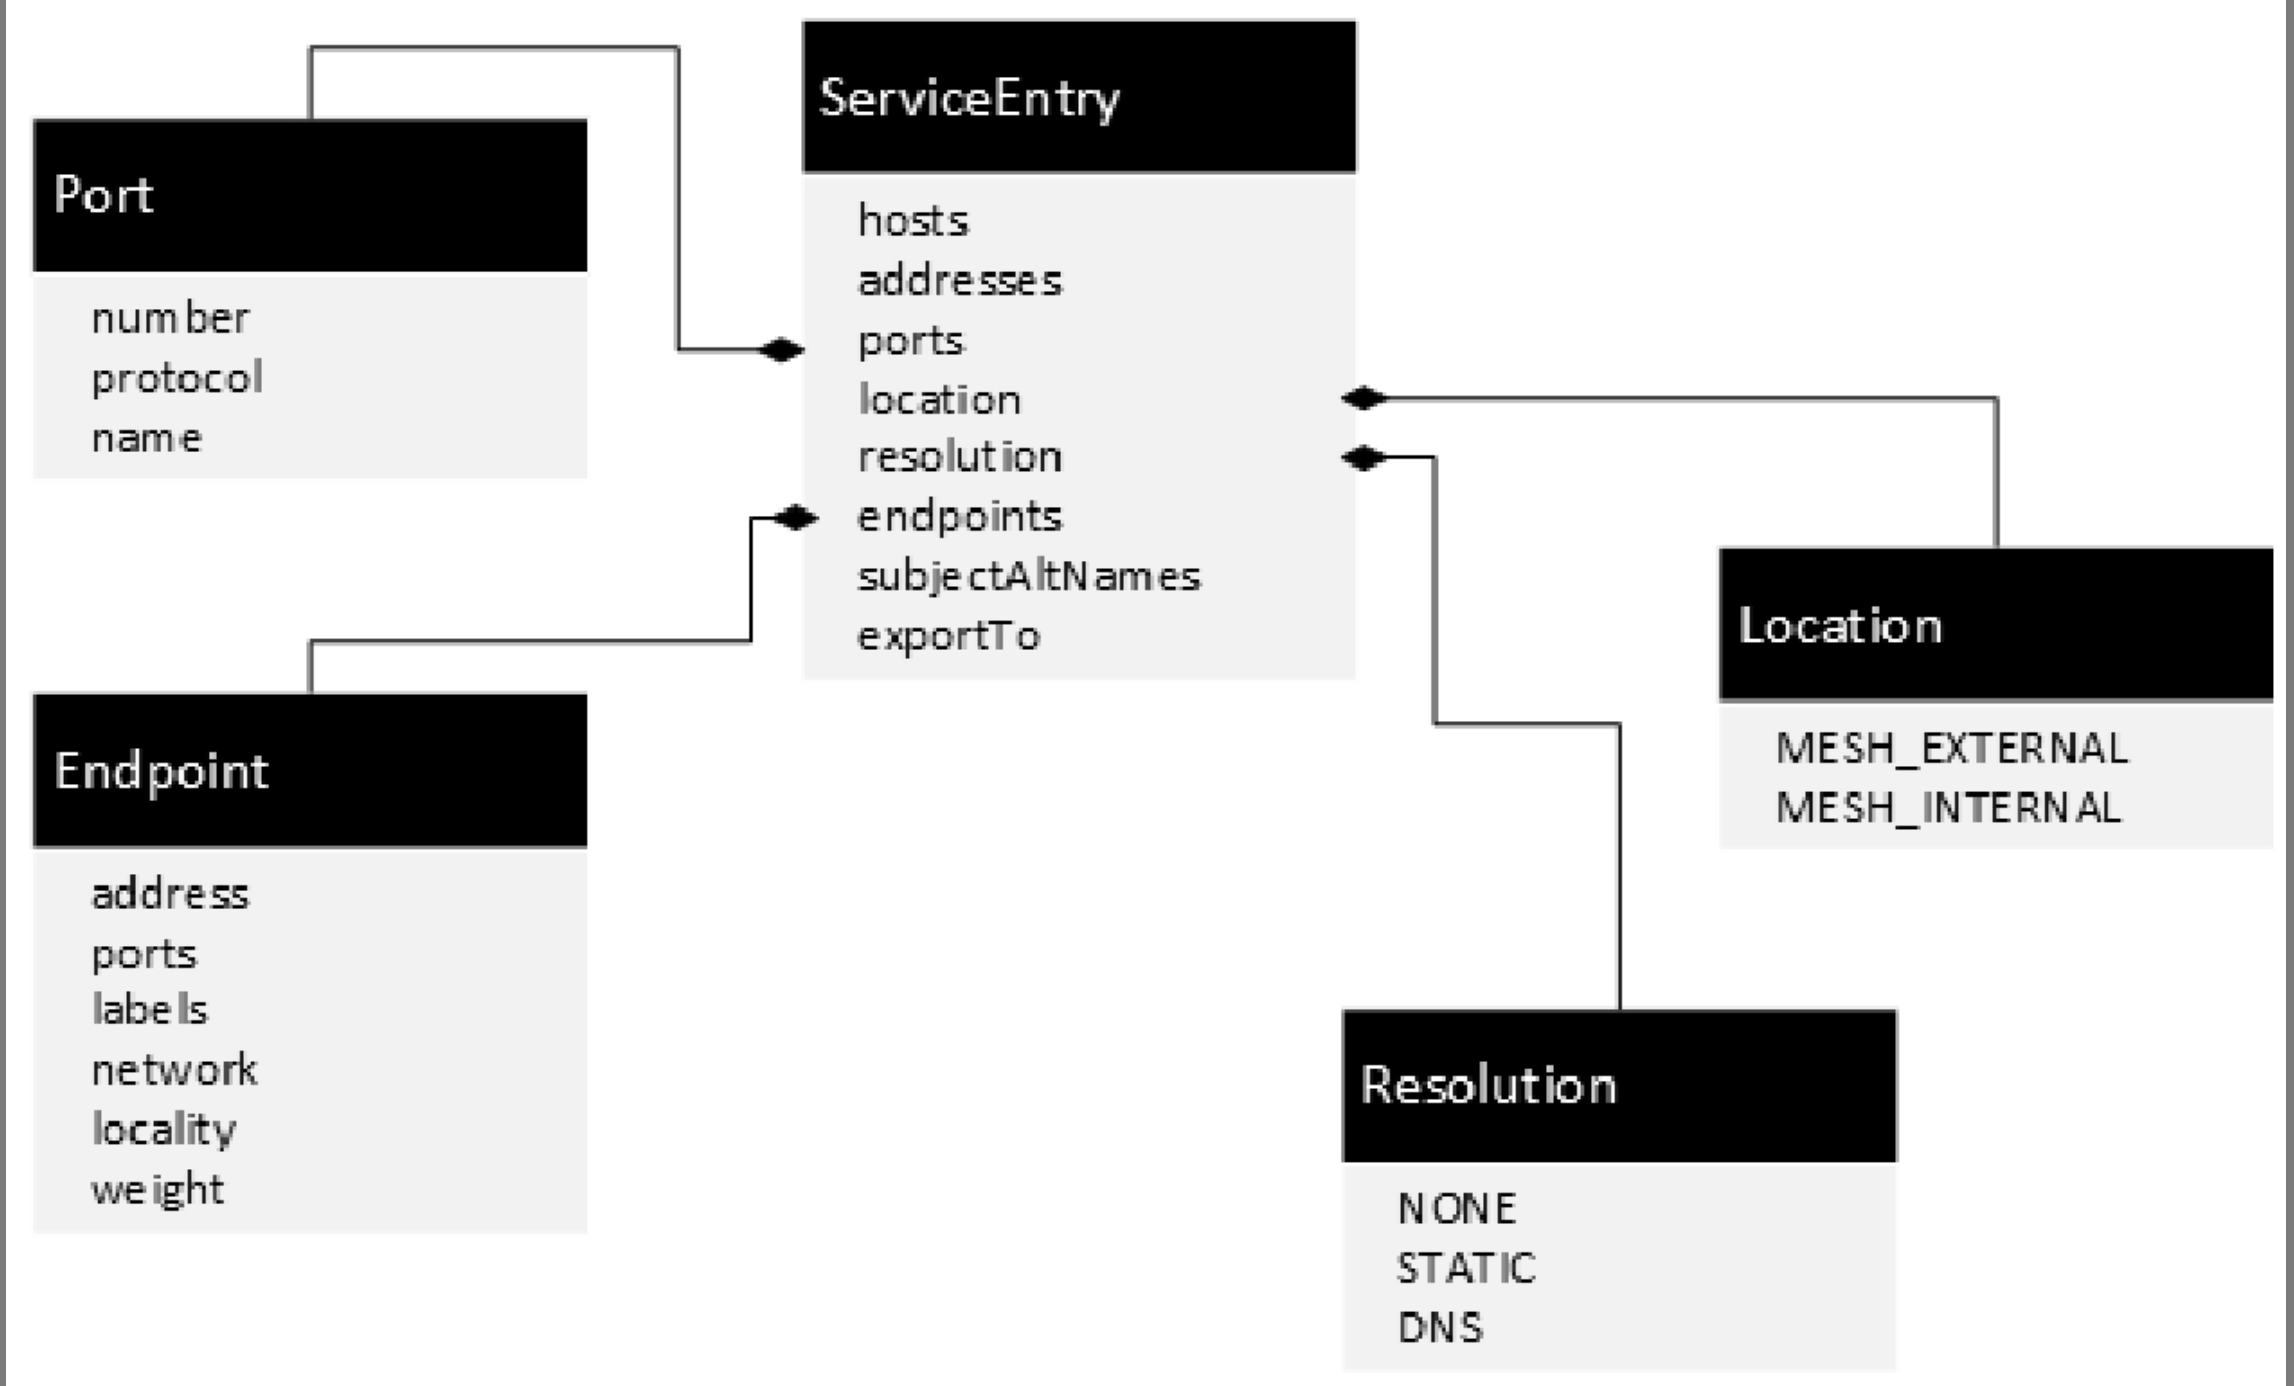 ServiceEntry
hosts
addresses
ports
location
resolution
endpoints
subjectAltNames
exportTo
Port
number
protocol
name
Endpoint
address
ports
labels
network
locality
weight
Location
MESH_EXTERNAL
MESH_INTERNAL
Resolution
NONE
STATIC
DNS